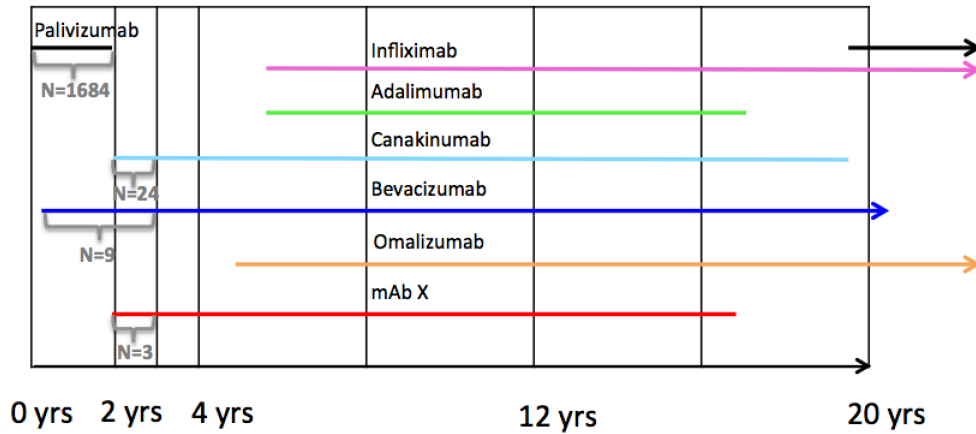 Palivizumab
Infliximab
N=1684
Adalimumab
Canakinumab
N=24
Bevacizumab
N=9
Omalizumab
mAb X
N=3
0 yrs
2 yrs
4 yrs
12 yrs
20 yrs